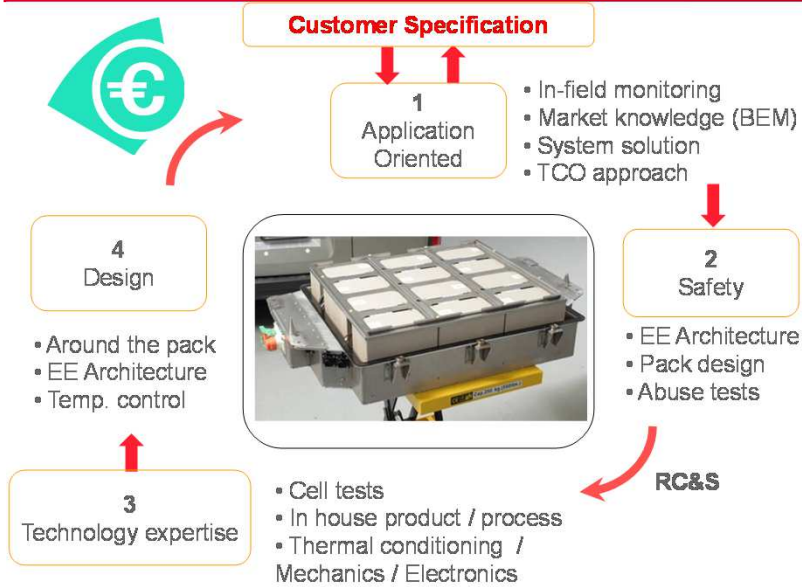 Customer Specification
1
Application
Oriented
• In-field monitoring
• Market knowledge (BEM)
• System solution
• TCO approach
€
4
Design
2
Safety
• Around the pack
• EE Architecture
• Temp. control
• EE Architecture
• Pack design
• Abuse tests
RC&S
3
Technology expertise
• Cell tests
• In house product / process
• Thermal conditioning /
Mechanics / Electronics